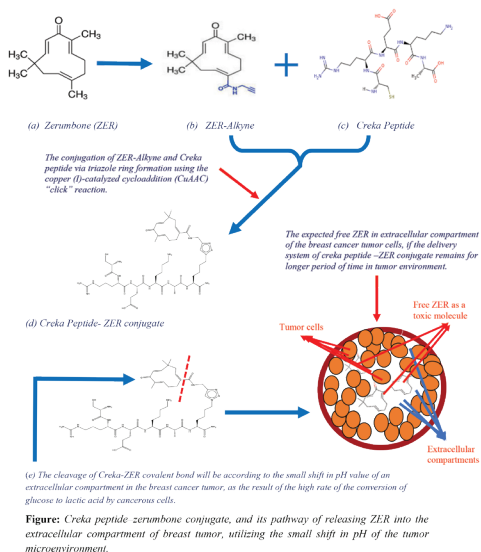 O
CH₃
H₃C
H₃C
CH₃
(a) Zerumbone (ZER)
(b) ZER-Alkyne
(c) Creka Peptide
The conjugation of ZER-Alkyne and Creka
peptide via triazole ring formation using the
copper (I)-catalyzed cycloaddition (CuAAC)
"click" reaction.
The expected free ZER in extracellular compartment
of the breast cancer tumor cells, if the delivery
system of creka peptide –ZER conjugate remains for
longer period of time in tumor environment.
(d) Creka Peptide- ZER conjugate
Free ZER as a
toxic molecule
Tumor cells
Extracellular
compartments
(e) The cleavage of Creka-ZER covalent bond will be according to the small shift in pH value of an
extracellular compartment in the breast cancer tumor, as the result of the high rate of the conversion of
glucose to lactic acid by cancerous cells.
Figure: Creka peptide zerumbone conjugate, and its pathway of releasing ZER into the
extracellular compartment of breast tumor, utilizing the small shift in pH of the tumor
microenvironment.